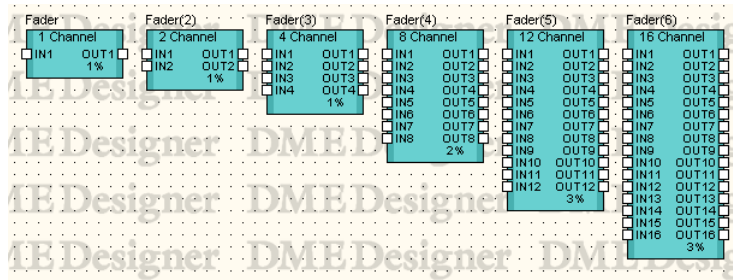 Fader
1 Channel
IN1 OUT1
1%
Fader(2)
2 Channel
IN1 OUT1
IN2 OUT2
1%
Fader(3)
4 Channel
IN1 OUT1
IN2 OUT2
IN3 OUT3
IN4 OUT4
1%
Fader(4)
8 Channel
IN1 OUT1
IN2 OUT2
IN3 OUT3
IN4 OUT4
IN5 OUT5
IN6 OUT6
IN7 OUT7
IN8 OUT8
2%
Fader(5)
12 Channel
IN1 OUT1
IN2 OUT2
IN3 OUT3
IN4 OUT4
IN5 OUT5
IN6 OUT6
IN7 OUT7
IN8 OUT8
IN9 OUT9
IN10 OUT10
IN11 OUT11
IN12 OUT12
3%
Fader(6)
16 Channel
IN1 OUT1
IN2 OUT2
IN3 OUT3
IN4 OUT4
IN5 OUT5
IN6 OUT6
IN7 OUT7
IN8 OUT8
IN9 OUT9
IN10 OUT10
IN11 OUT11
IN12 OUT12
IN13 OUT13
IN14 OUT14
IN15 OUT15
IN16 OUT16
3%
DME Designer
DME Designer
DME Designer DME
DME Designer DME Designer DME